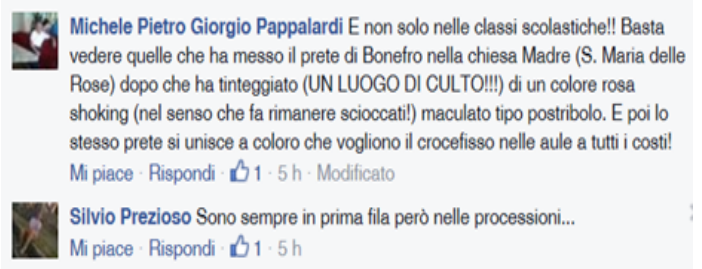 Michele Pietro Giorgio Pappalardi E non solo nelle classi scolastiche!! Basta
vedere quelle che ha messo il prete di Bonefro nella chiesa Madre (S. Maria delle
Rose) dopo che ha tinteggiato (UN LUOGO DI CULTO!!!) di un colore rosa
shoking (nel senso che fa rimanere scioccati!) maculato tipo postribolo. E poi lo
stesso prete si unisce a coloro che vogliono il crocefisso nelle aule a tutti i costi!
Mi piace · Rispondi · 1 · 5 h · Modificato
Silvio Prezioso Sono sempre in prima fila però nelle processioni...
Mi piace · Rispondi · 1 · 5 h